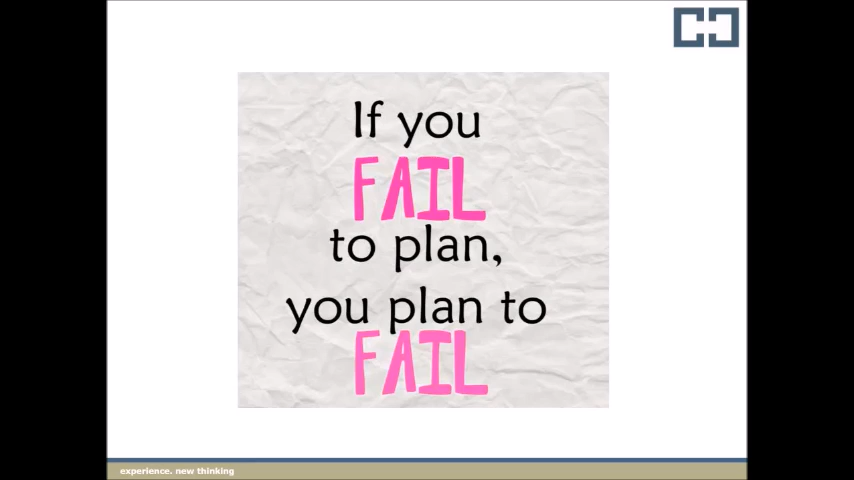 If you
FAIL
to plan,
you plan to
FAIL
experience. new thinking